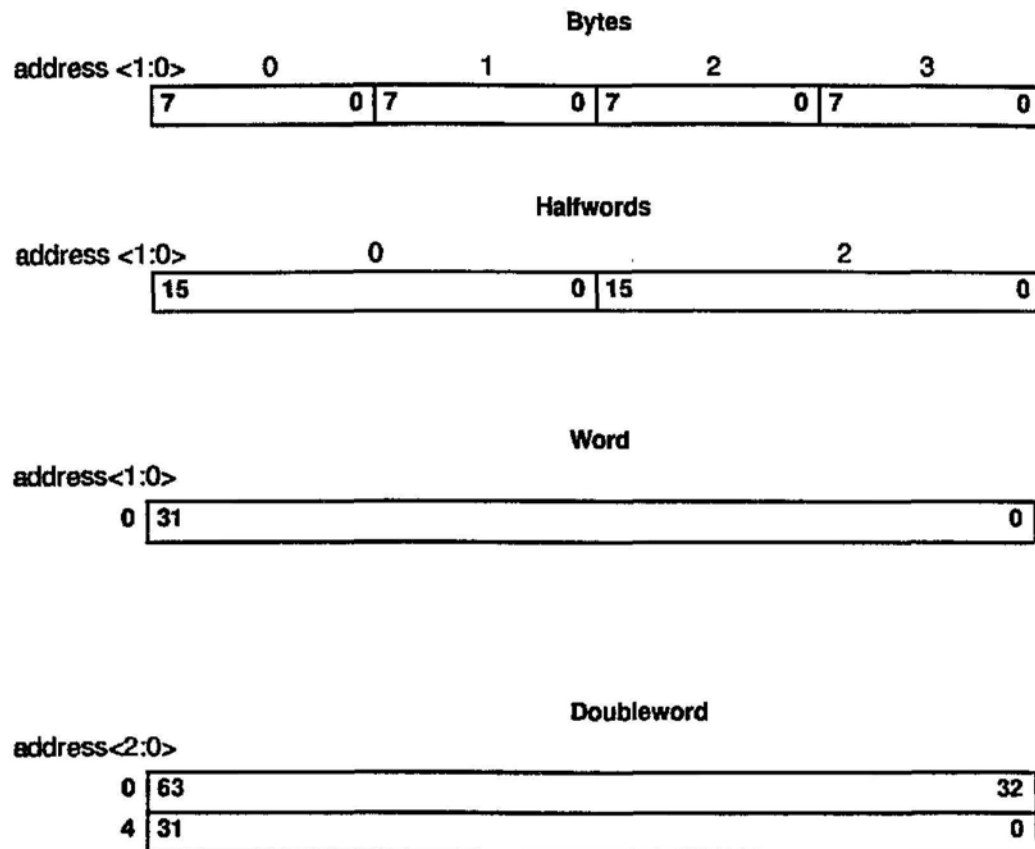 Bytes
address <1:0> 0 1 2 3
7 0 7 0 7 0 7 0
Halfwords
address <1:0> 0 2
15 0 15 0
Word
address<1:0>
0 31 0
Doubleword
address<2:0>
0 63 32
4 31 0